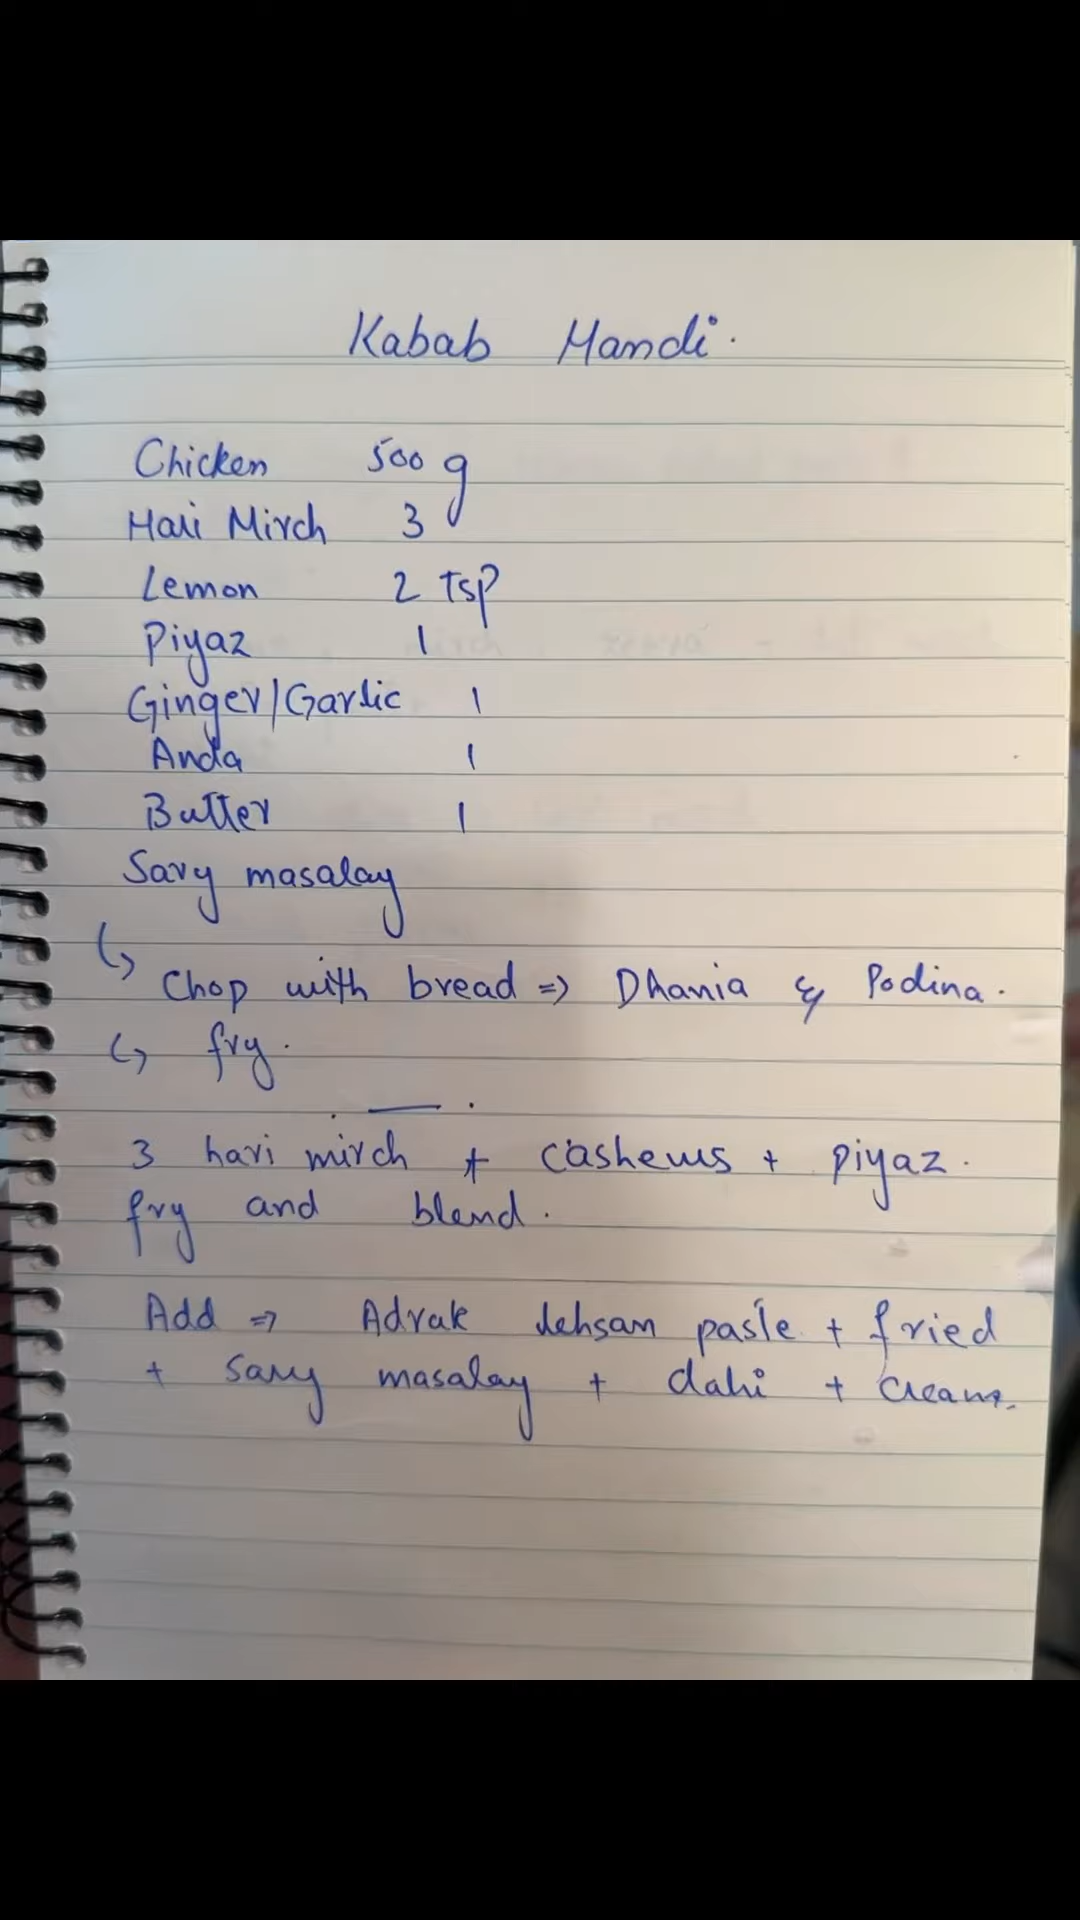 Kabab Handi.
Chicken 500 g
Hari Mirch 3
Lemon 2 Tsp
Piyaz 1
Ginger/Garlic 1
Anda 1
Butter 1
Sary masalay
↳ Chop with bread => Dhania & Podina.
↳ fry.
. — .
3 hari mirch + cashews + piyaz.
fry and blend.
Add => Adrak lehsan paste + fried
+ sary masalay + dahi + cream.